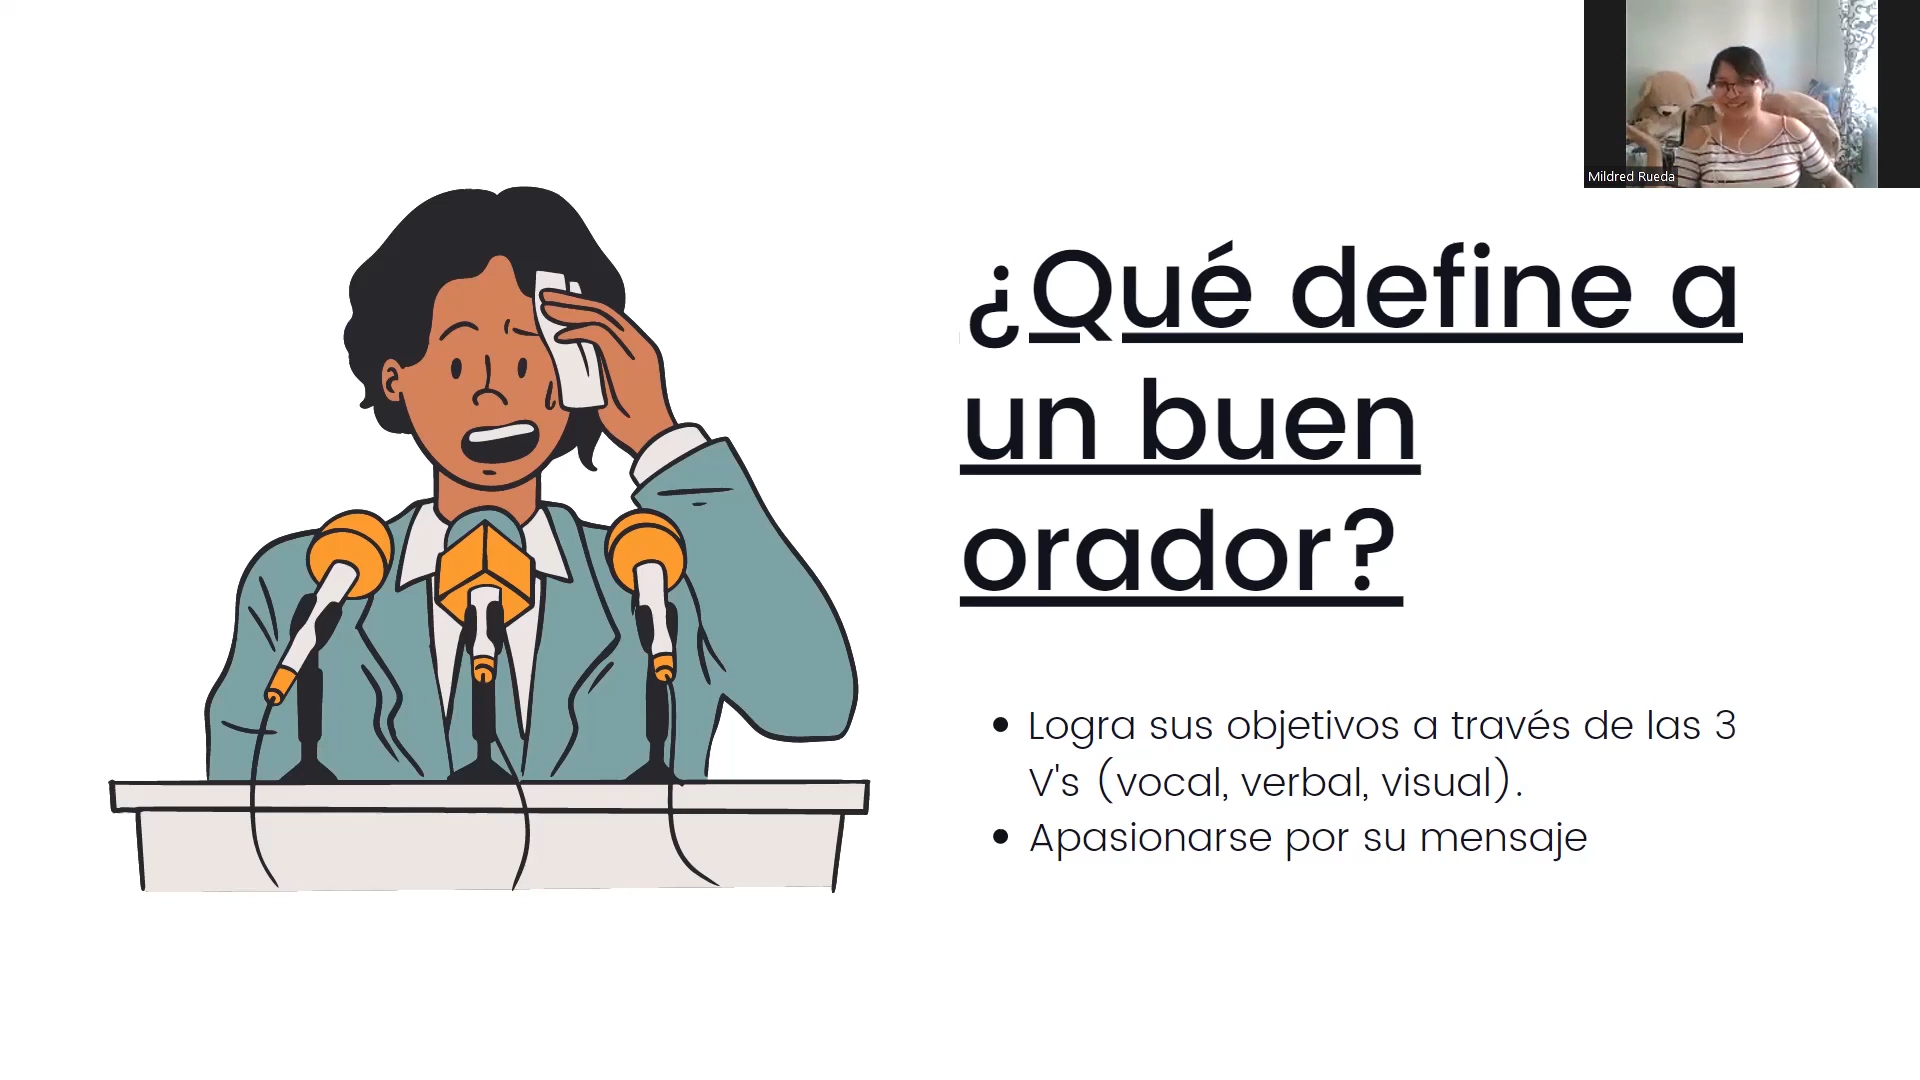 Mildred Rueda
¿Qué define a
un buen
orador?
• Logra sus objetivos a través de las 3
V's (vocal, verbal, visual).
• Apasionarse por su mensaje